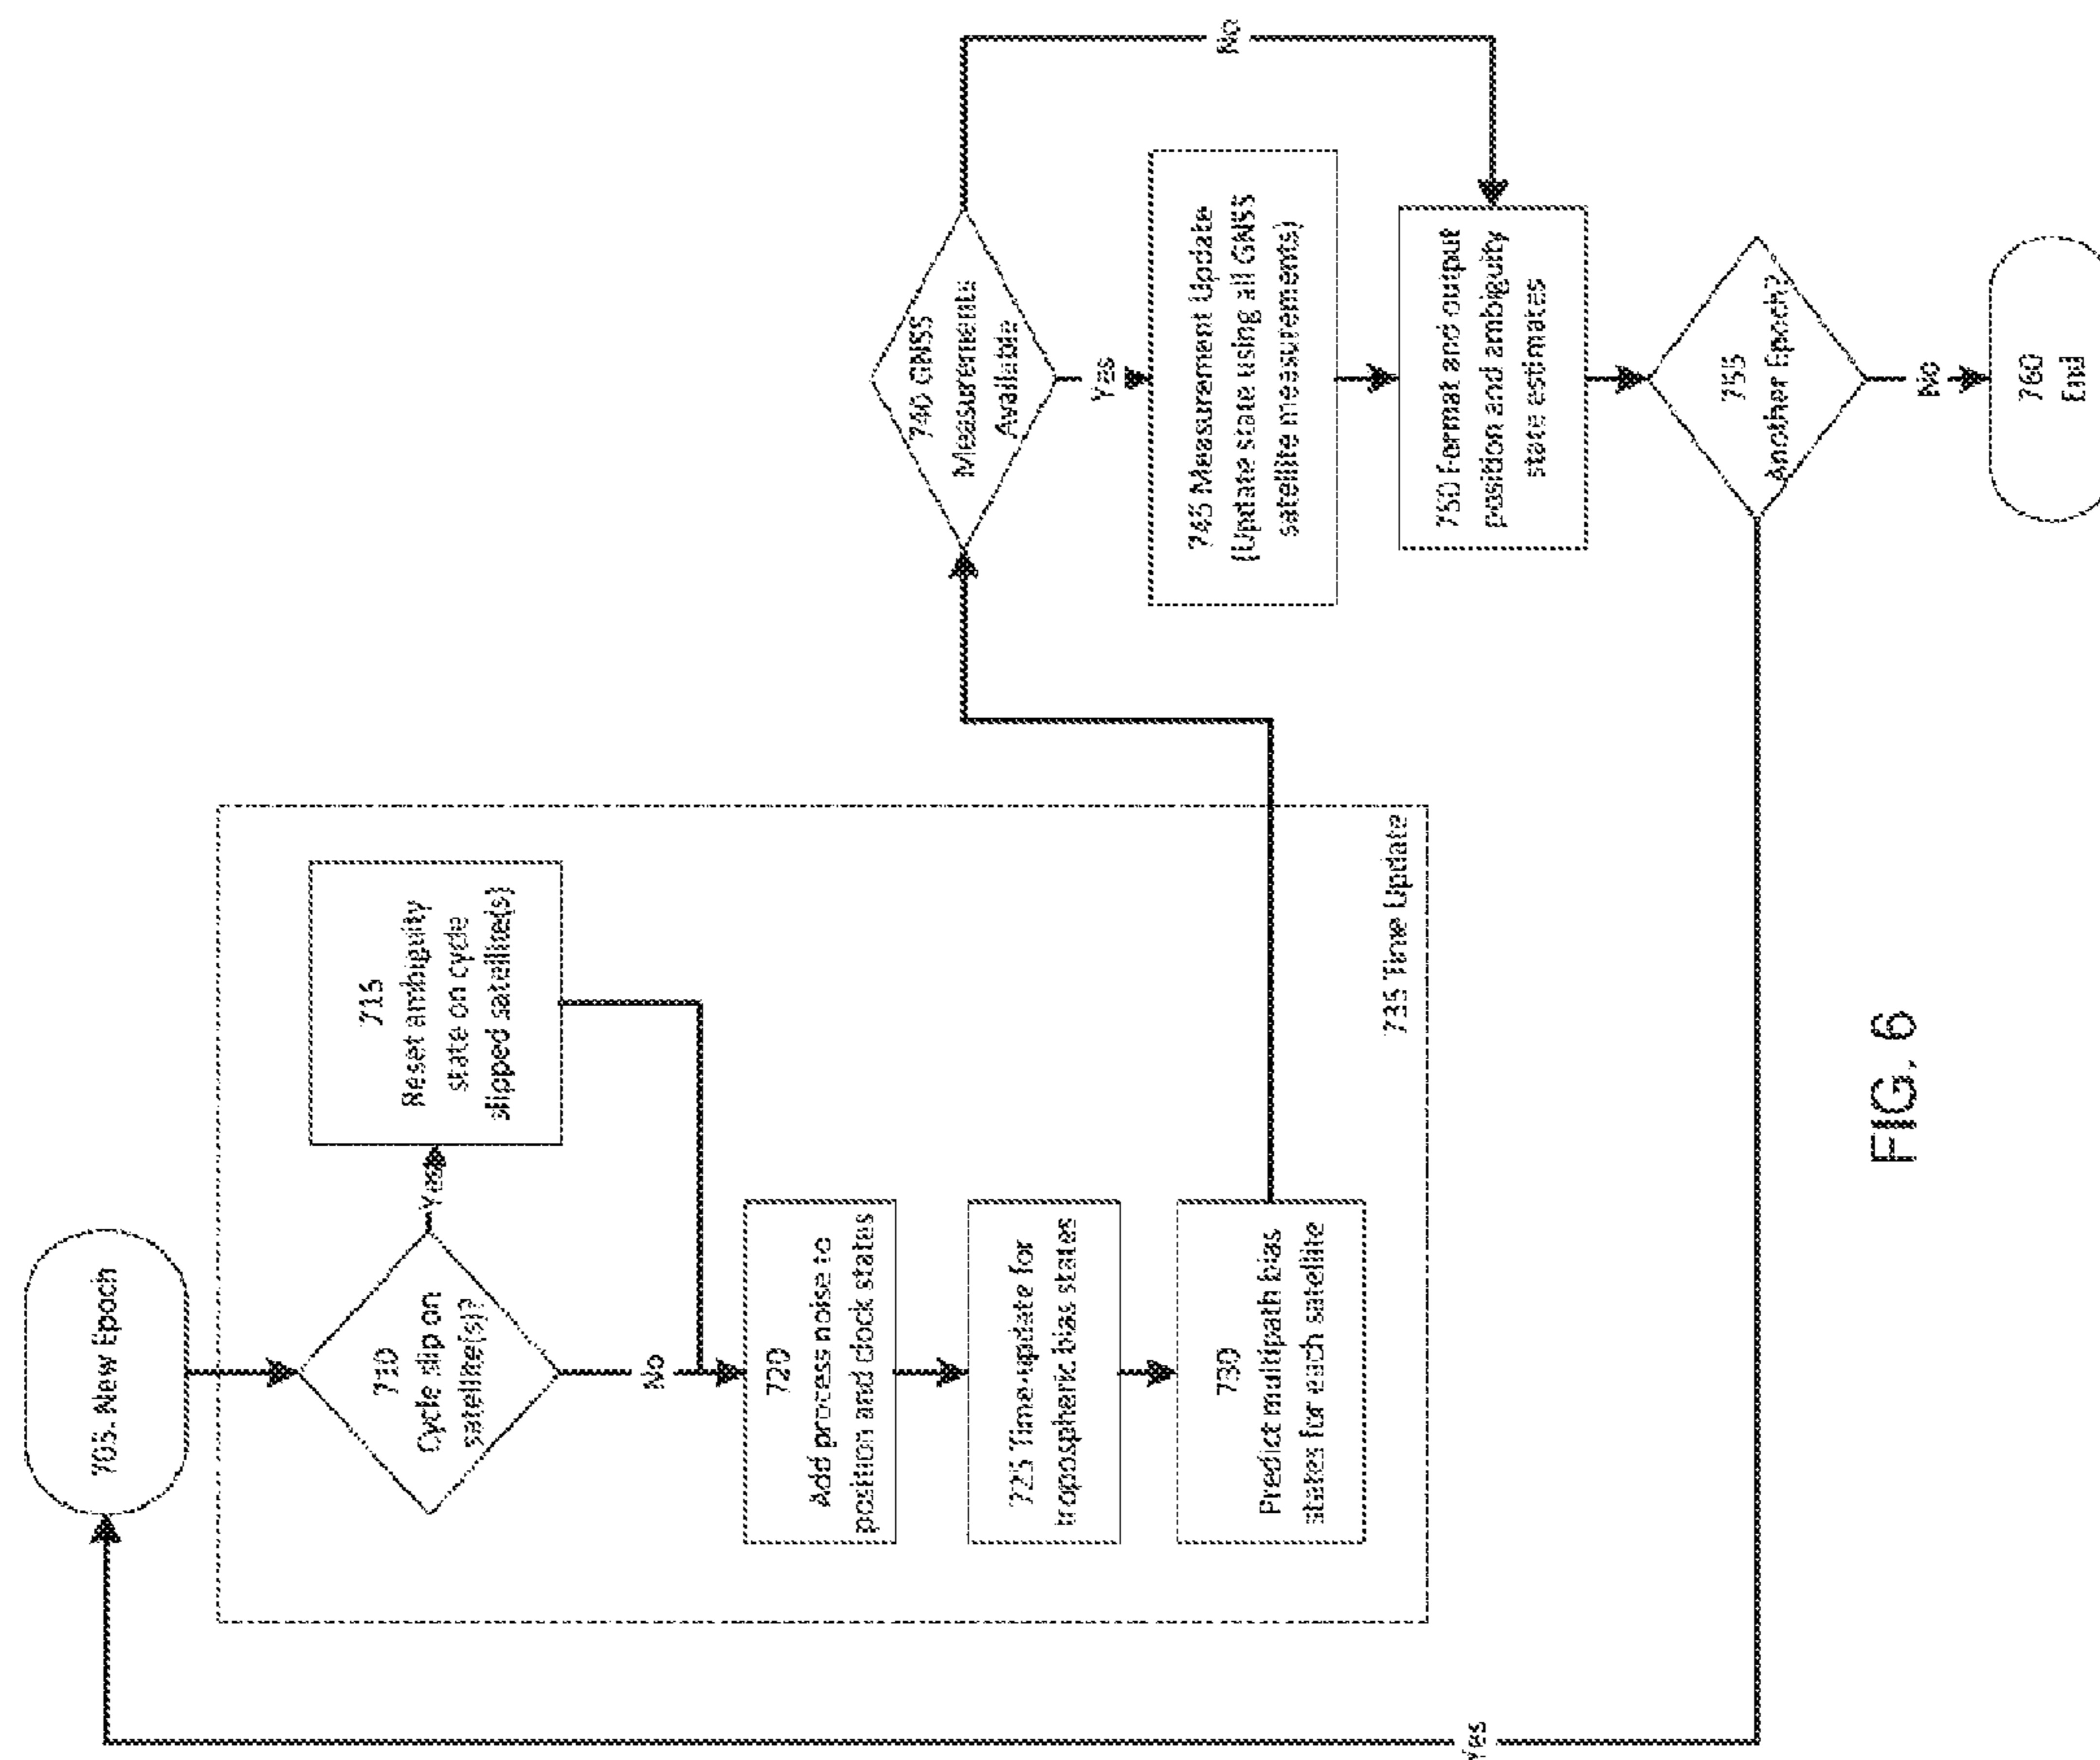 705. New Epoch
710
Cycle slip on
satellite(s)?
Yes
715
Reset ambiguity
state on cycle
slipped satellite(s)
No
720
Add process noise to
position and clock states
725 Time-update for
tropospheric bias states
730
Predict multipath bias
states for each satellite
735 Time Update
740 GNSS
Measurements
Available
No
Yes
745 Measurement Update
(Update state using all GNSS
satellite measurements)
750 Format and output
position and ambiguity
state estimates
755
Another Epoch?
Yes
No
760
End
FIG. 6